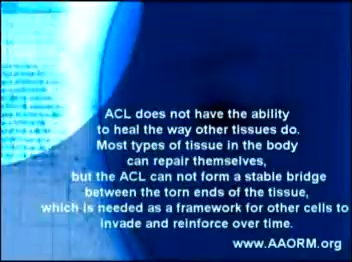 ACL does not have the ability
to heal the way other tissues do.
Most types of tissue in the body
can repair themselves,
but the ACL can not form a stable bridge
between the torn ends of the tissue,
which is needed as a framework for other cells to
invade and reinforce over time.
www.AAORM.org